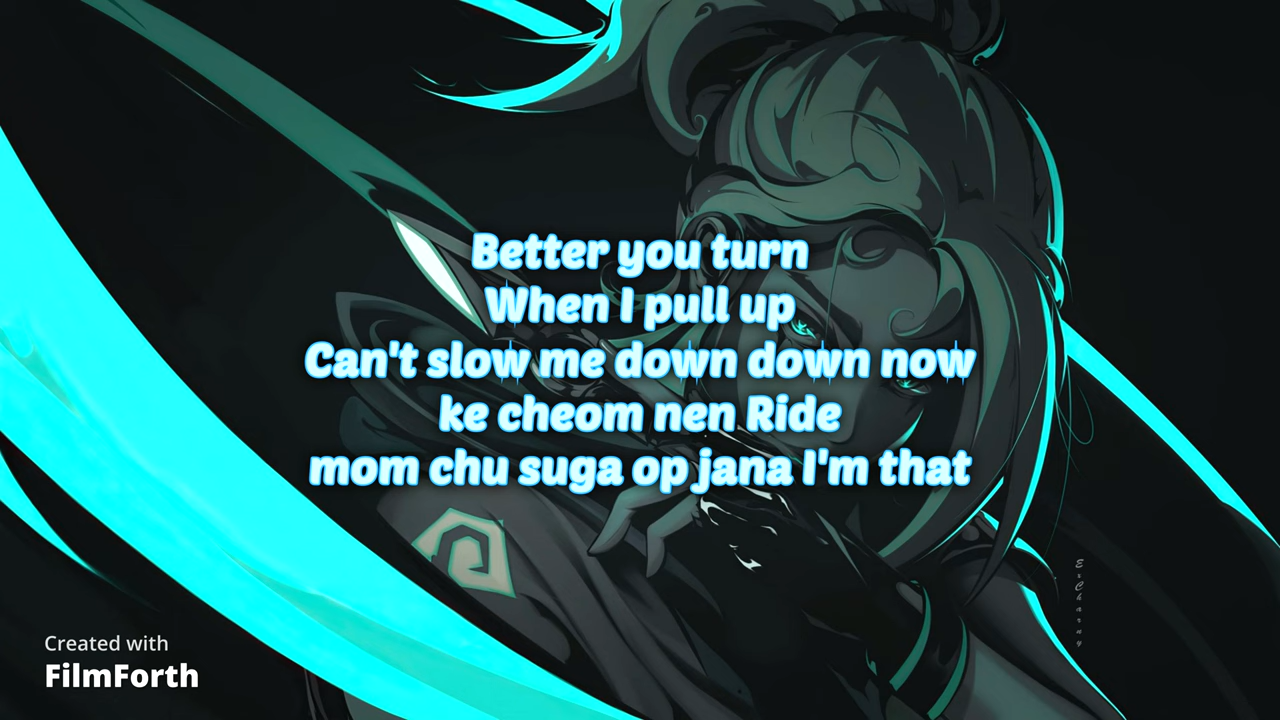 Better you turn
When I pull up
Can't slow me down down now
ke cheom nen Ride
mom chu suga op jana I'm that
Created with
FilmForth